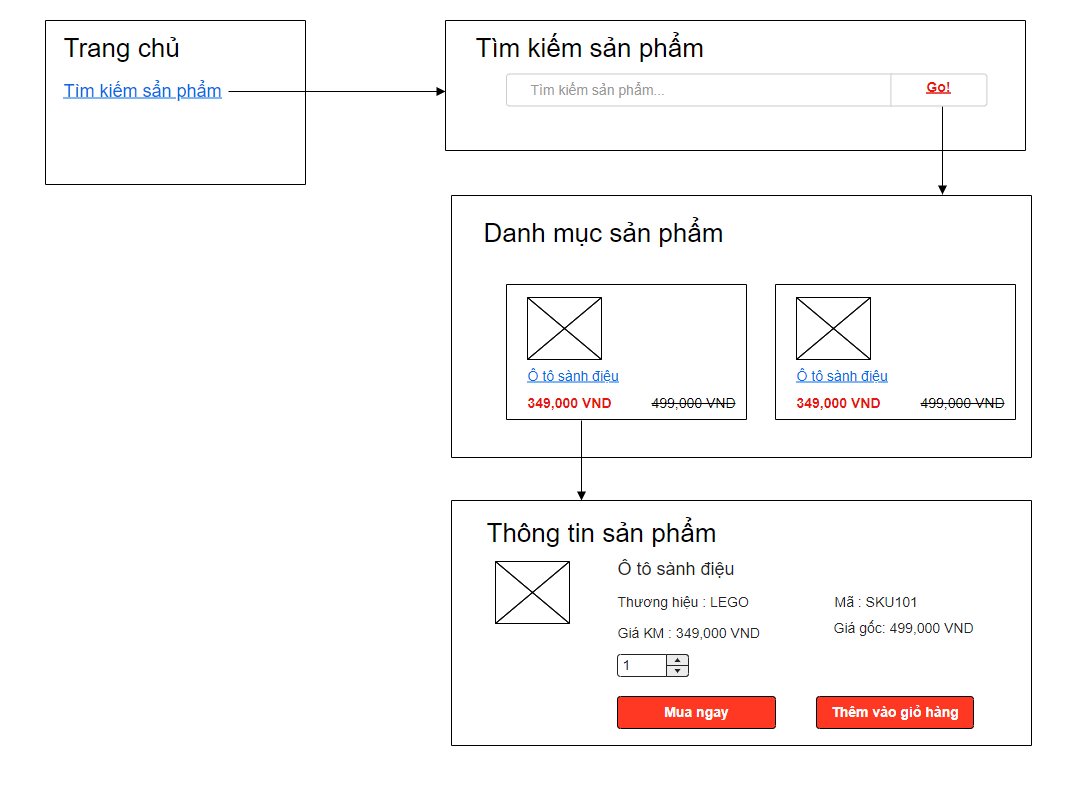 Trang chủ
Tìm kiếm sẩn phẩm
Tìm kiếm sản phẩm
Tìm kiếm sản phẩm...
Go!
Danh mục sản phẩm
Ô tô sành điệu
349,000 VND
499,000 VND
Ô tô sành điệu
349,000 VND
499,000 VND
Thông tin sản phẩm
Ô tô sành điệu
Thương hiệu : LEGO
Mã : SKU101
Giá KM : 349,000 VND
Giá gốc: 499,000 VND
1
Mua ngay
Thêm vào giỏ hàng